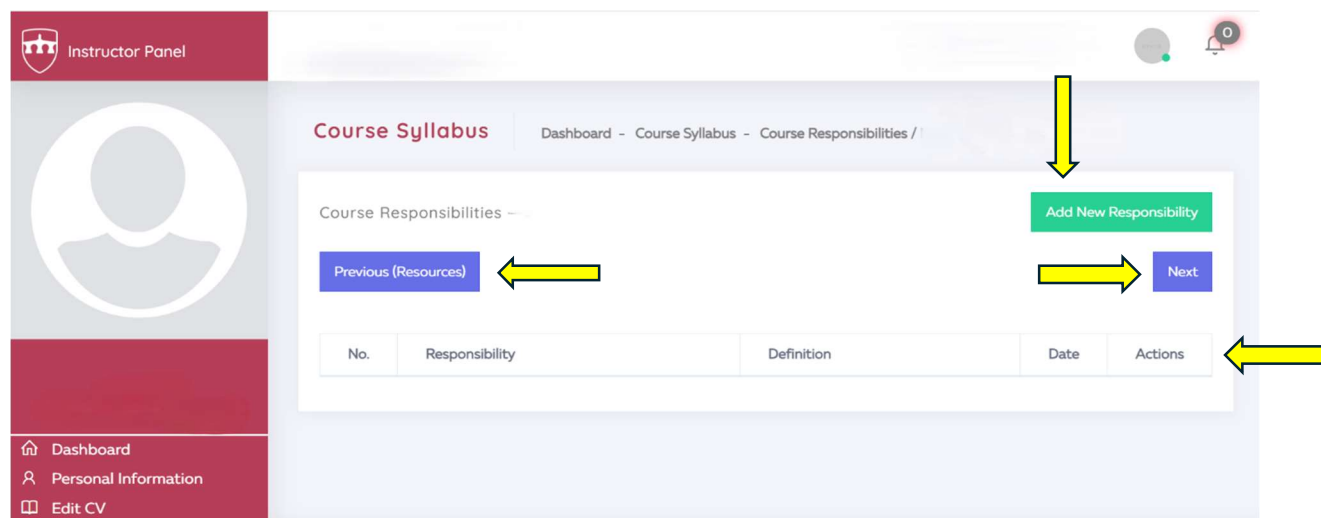 Instructor Panel
0
Course Syllabus
Dashboard - Course Syllabus - Course Responsibilities /
Course Responsibilities -
Add New Responsibility
Previous (Resources)
Next
No. Responsibility Definition Date Actions
Dashboard
Personal Information
Edit CV